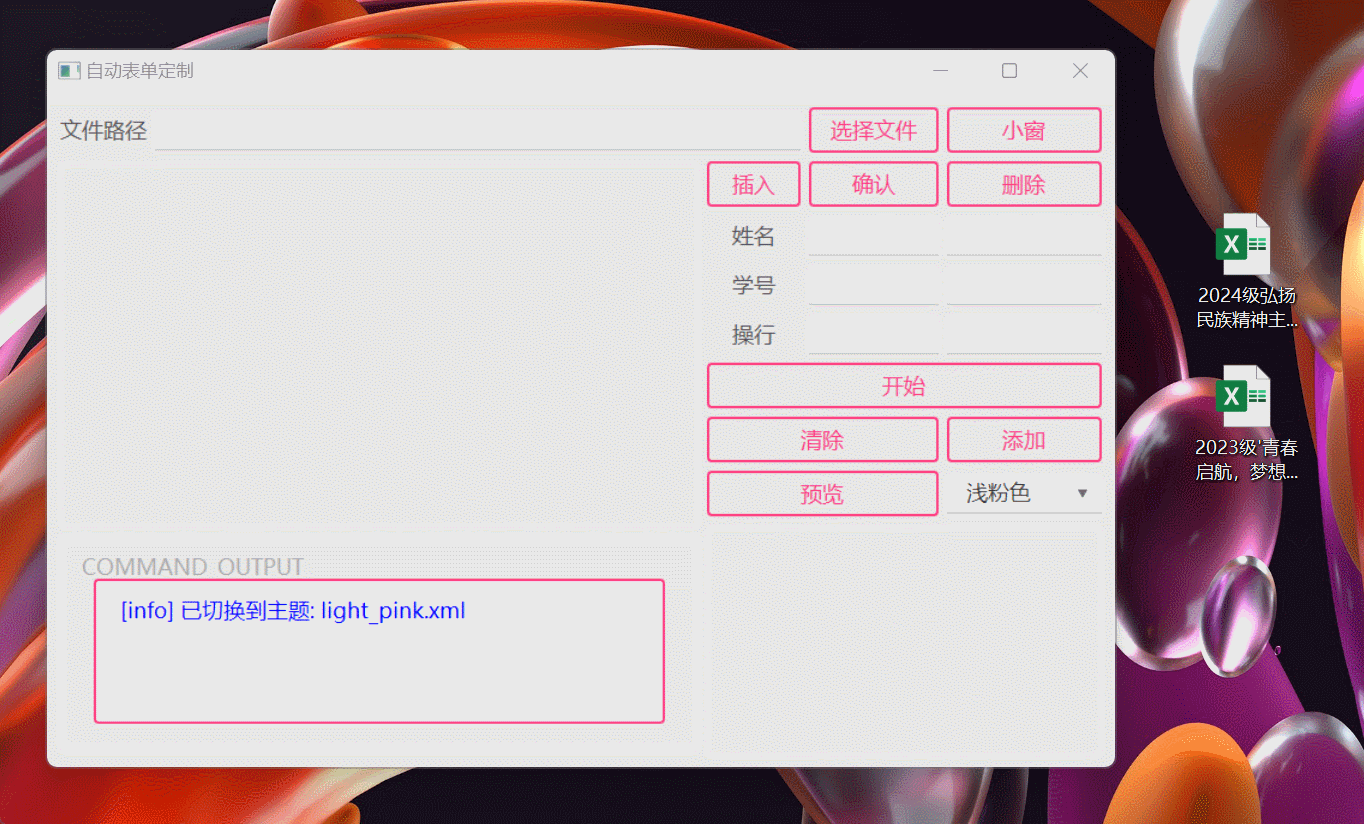 自动表单定制
文件路径
选择文件
小窗
插入
确认
删除
姓名
学号
操行
开始
清除
添加
预览
浅粉色
COMMAND OUTPUT
[info] 已切换到主题: light_pink.xml
2024级弘扬
民族精神主...
2023级'青春
启航，梦想...